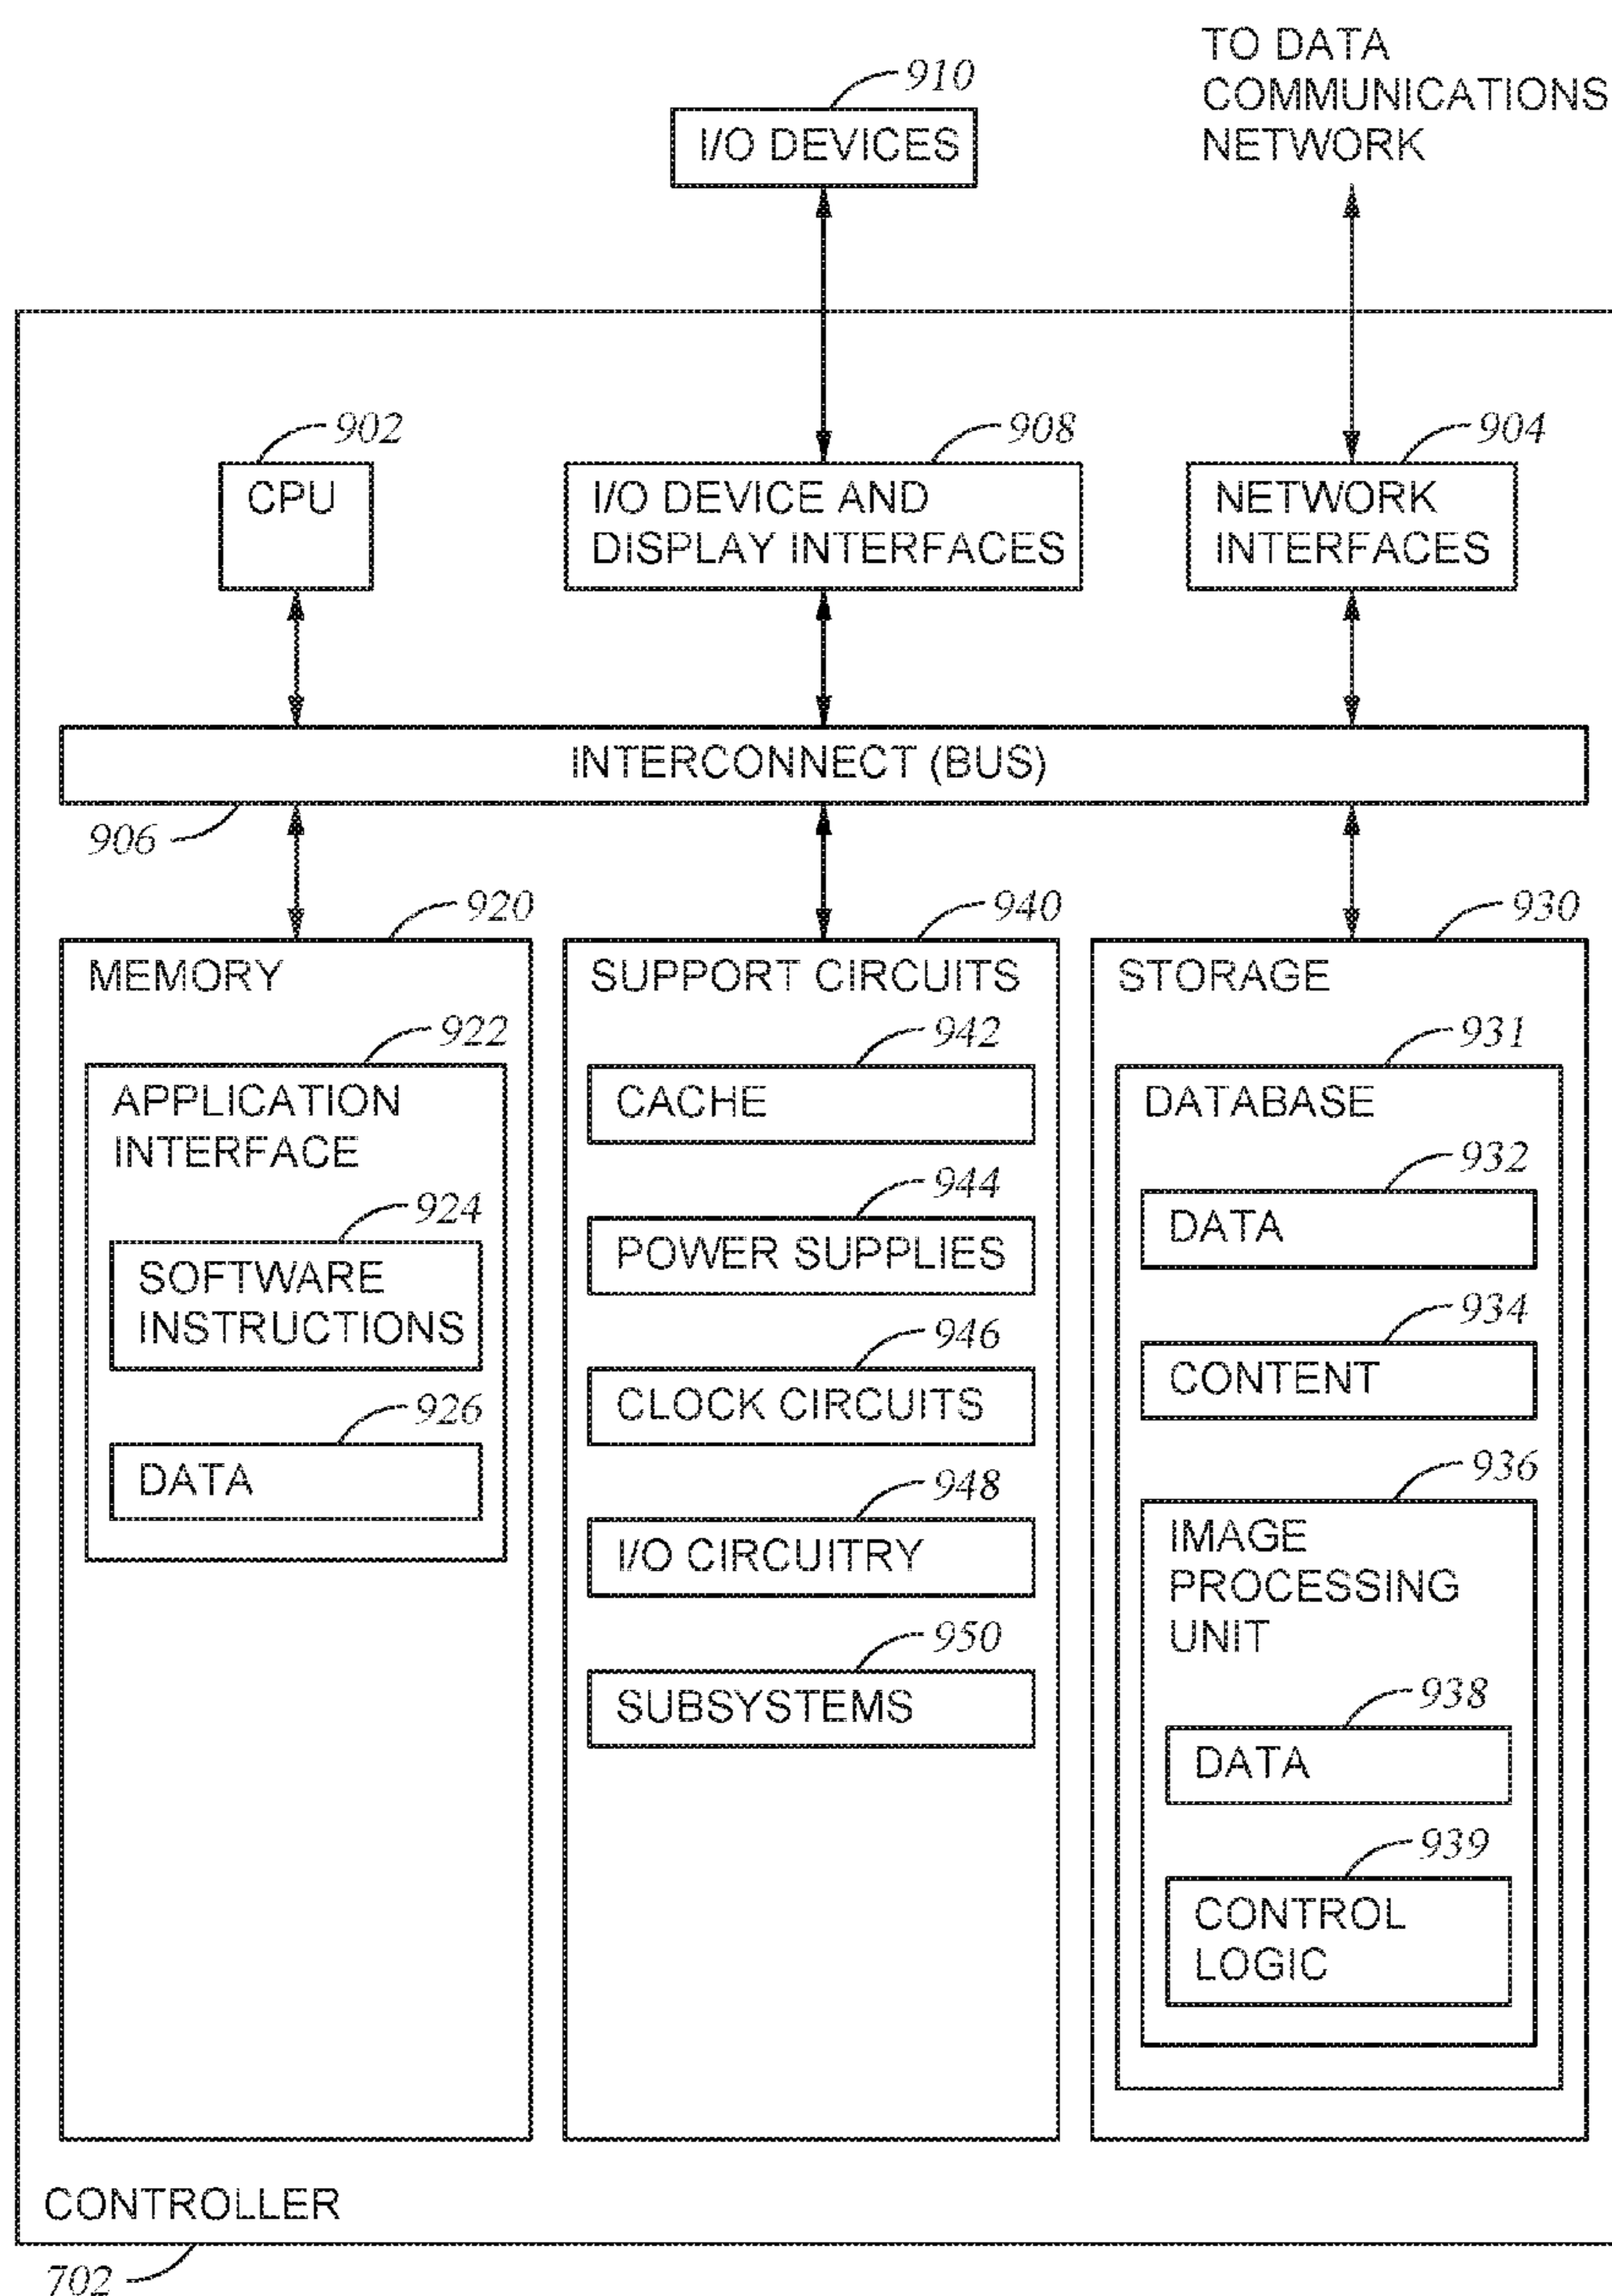 TO DATA
COMMUNICATIONS
NETWORK
910
I/O DEVICES
902
CPU
908
I/O DEVICE AND
DISPLAY INTERFACES
904
NETWORK
INTERFACES
INTERCONNECT (BUS)
906
920
MEMORY
922
APPLICATION
INTERFACE
924
SOFTWARE
INSTRUCTIONS
926
DATA
940
SUPPORT CIRCUITS
942
CACHE
944
POWER SUPPLIES
946
CLOCK CIRCUITS
948
I/O CIRCUITRY
950
SUBSYSTEMS
930
STORAGE
931
DATABASE
932
DATA
934
CONTENT
936
IMAGE
PROCESSING
UNIT
938
DATA
939
CONTROL
LOGIC
CONTROLLER
702